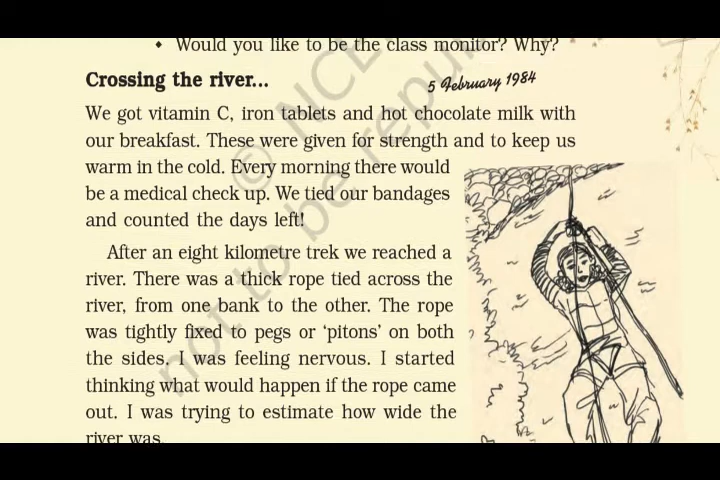 • Would you like to be the class monitor? Why?
Crossing the river...
5 February 1984
We got vitamin C, iron tablets and hot chocolate milk with
our breakfast. These were given for strength and to keep us
warm in the cold. Every morning there would
be a medical check up. We tied our bandages
and counted the days left!
After an eight kilometre trek we reached a
river. There was a thick rope tied across the
river, from one bank to the other. The rope
was tightly fixed to pegs or ‘pitons’ on both
the sides. I was feeling nervous. I started
thinking what would happen if the rope came
out. I was trying to estimate how wide the
river was.
© NCE
not to be repu